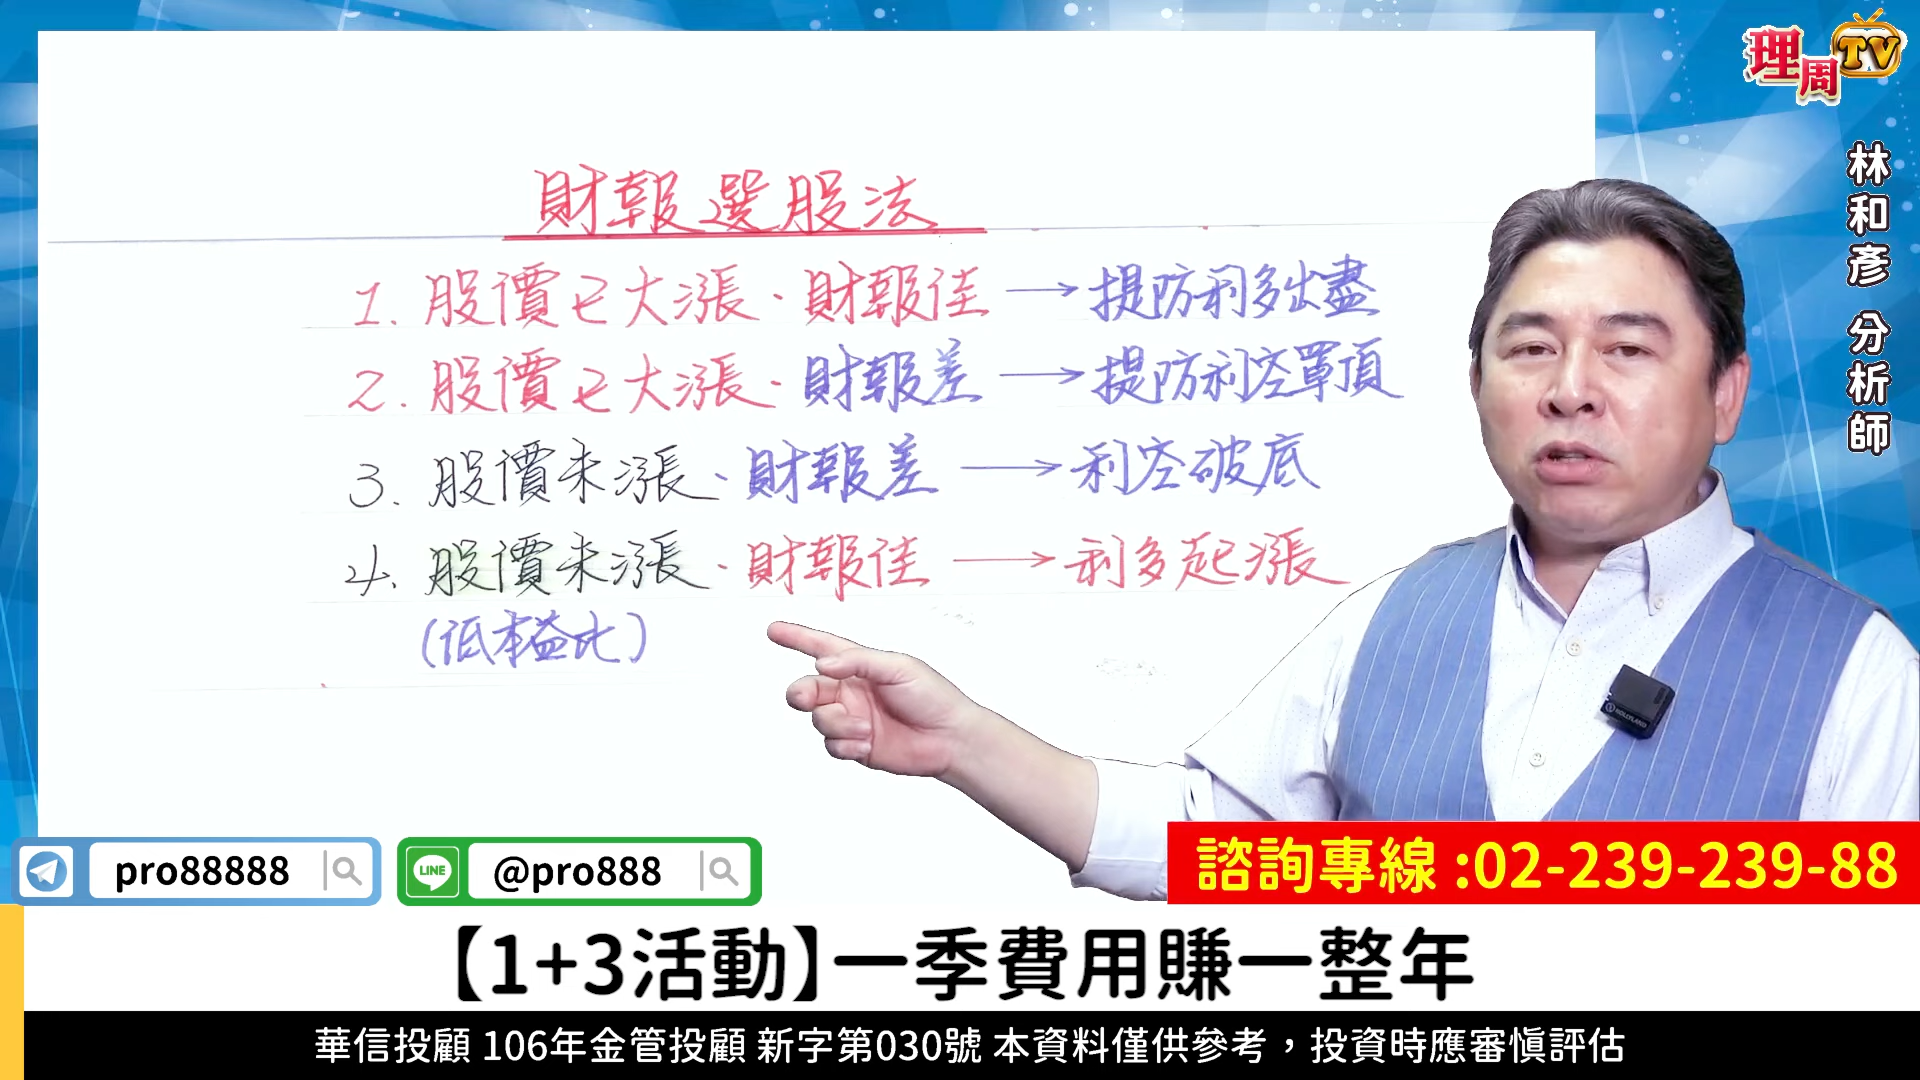 理周TV
林和彥 分析師
財報選股法
1. 股價已大漲.財報佳→提防利多出盡
2. 股價已大漲.財報差→提防利空罩頂
3. 股價未漲.財報差→利空破底
4. 股價未漲.財報佳→利多起漲
(低本益比)
pro88888
LINE
@pro888
諮詢專線:02-239-239-88
【1+3活動】一季費用賺一整年
華信投顧 106年金管投顧 新字第030號 本資料僅供參考，投資時應審慎評估
HOLLYLAND